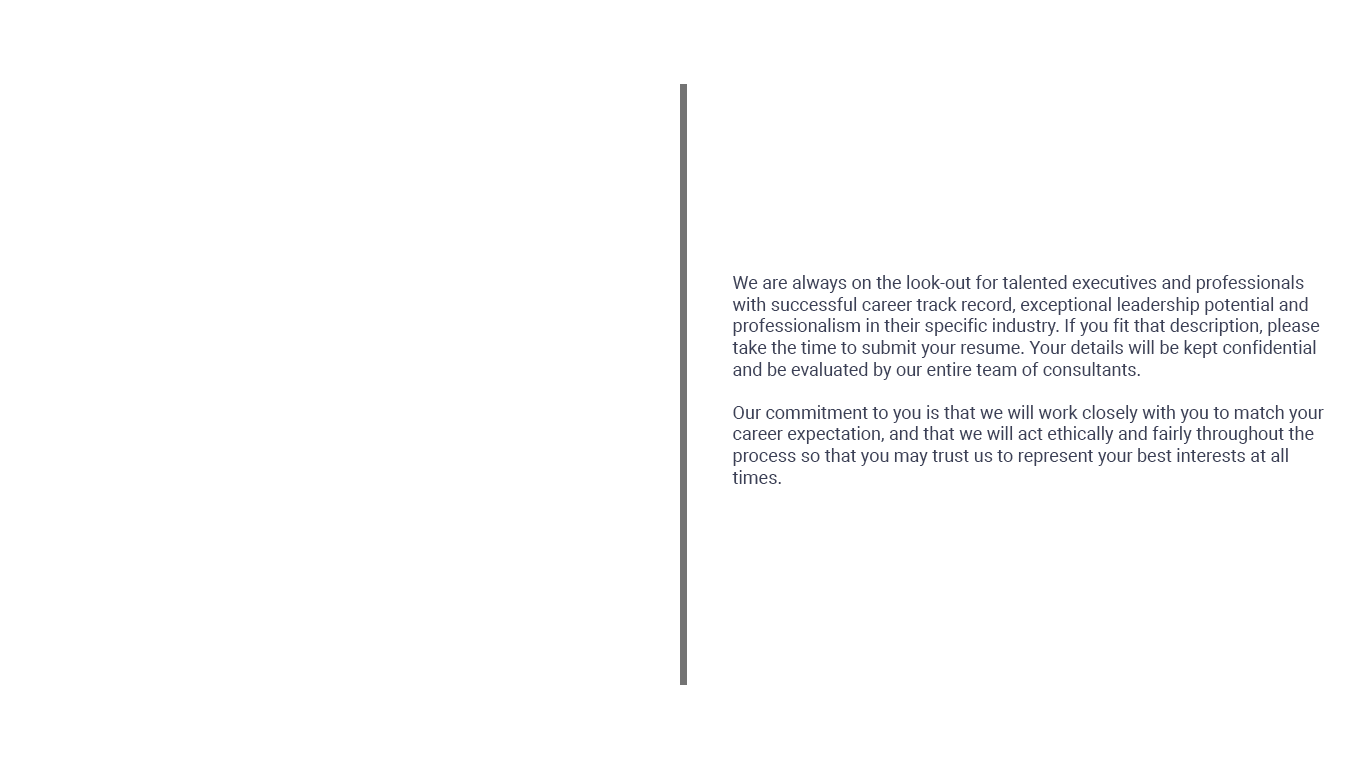 We are always on the look-out for talented executives and professionals
with successful career track record, exceptional leadership potential and
professionalism in their specific industry. If you fit that description, please
take the time to submit your resume. Your details will be kept confidential
and be evaluated by our entire team of consultants.
Our commitment to you is that we will work closely with you to match your
career expectation, and that we will act ethically and fairly throughout the
process so that you may trust us to represent your best interests at all
times.